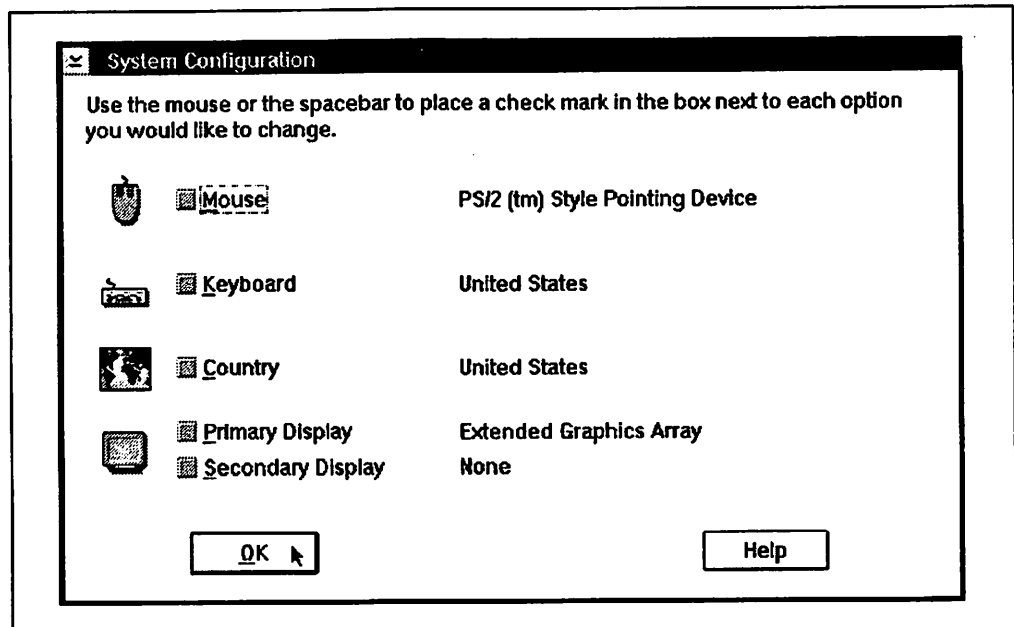 System Configuration
Use the mouse or the spacebar to place a check mark in the box next to each option
you would like to change.
Mouse PS/2 (tm) Style Pointing Device
Keyboard United States
Country United States
Primary Display Extended Graphics Array
Secondary Display None
OK Help